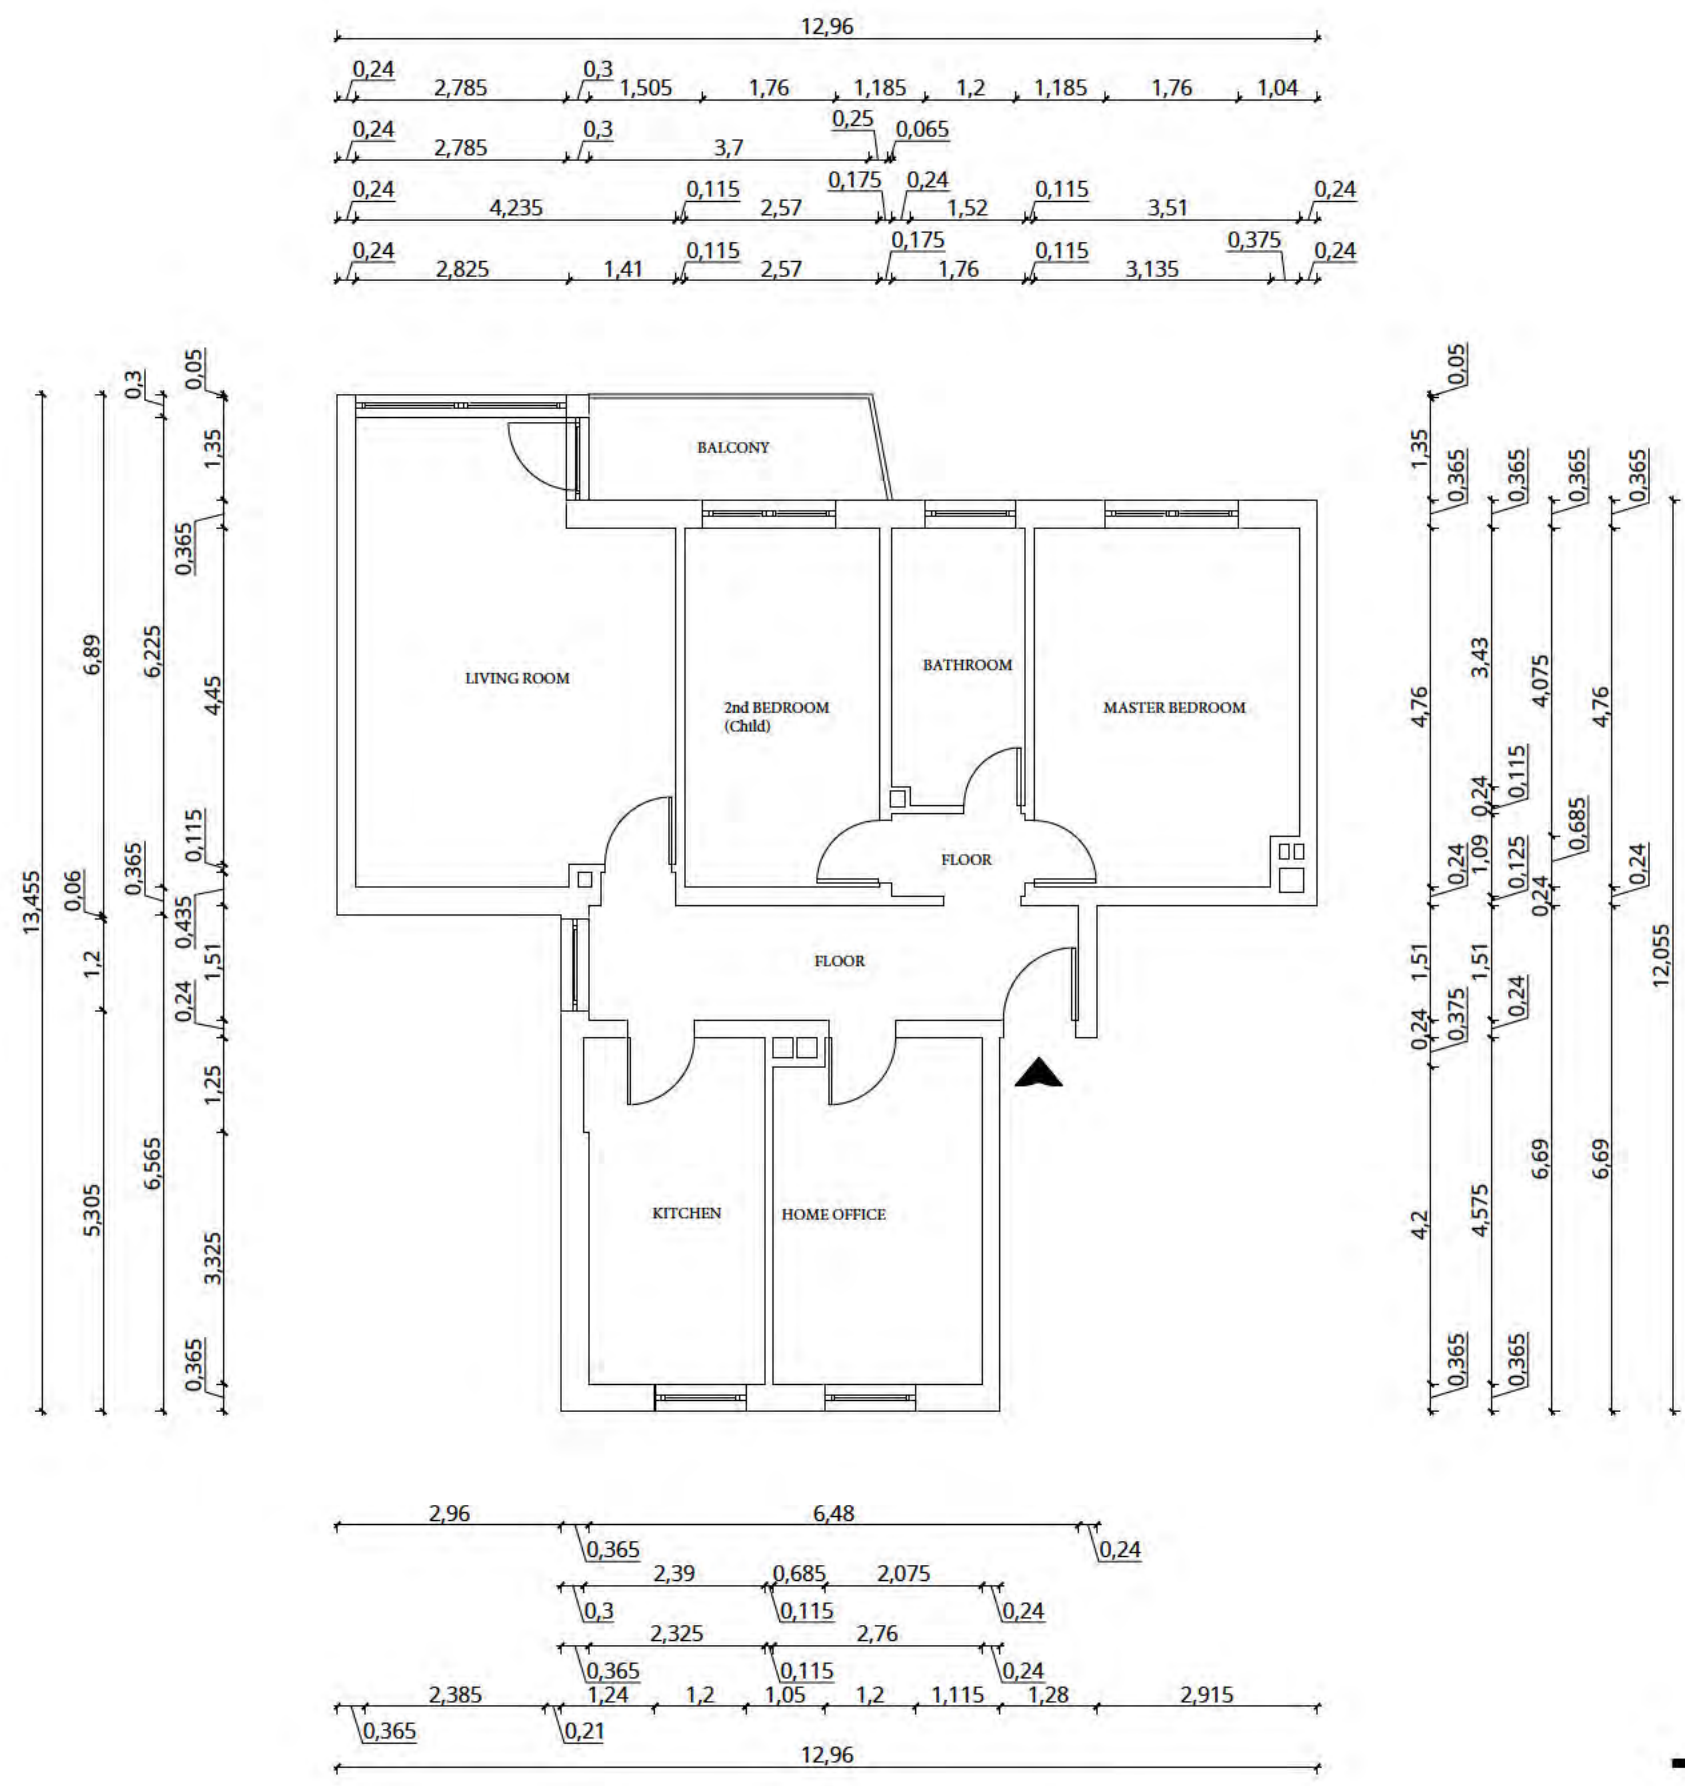 12,96
0,24 0,3
2,785 1,505 1,76 1,185 1,2 1,185 1,76 1,04
0,24 0,3 0,25 0,065
2,785 3,7
0,24 0,115 0,175 0,24 0,115 0,24
4,235 2,57 1,52 3,51
0,24 0,115 0,175 0,115 0,375 0,24
2,825 1,41 2,57 1,76 3,135
13,455
6,89
0,06
1,2
5,305
0,3
6,225
0,365
6,565
0,05
1,35
0,365
4,45
0,115
0,435
1,51
0,24
1,25
3,325
0,365
BALCONY
LIVING ROOM
2nd BEDROOM
(Child)
BATHROOM
MASTER BEDROOM
FLOOR
FLOOR
KITCHEN
HOME OFFICE
0,05
1,35
0,365
4,76
0,24
1,51
0,24
0,375
4,2
0,365
0,365
3,43
0,24
0,115
1,09
0,125
1,51
0,24
4,575
0,365
0,365
4,075
0,685
0,24
6,69
0,365
4,76
0,24
6,69
12,055
2,96 6,48
0,365 0,24
2,39 0,685 2,075
0,3 0,115 0,24
2,325 2,76
0,365 0,115 0,24
2,385 1,24 1,2 1,05 1,2 1,115 1,28 2,915
0,365 0,21
12,96